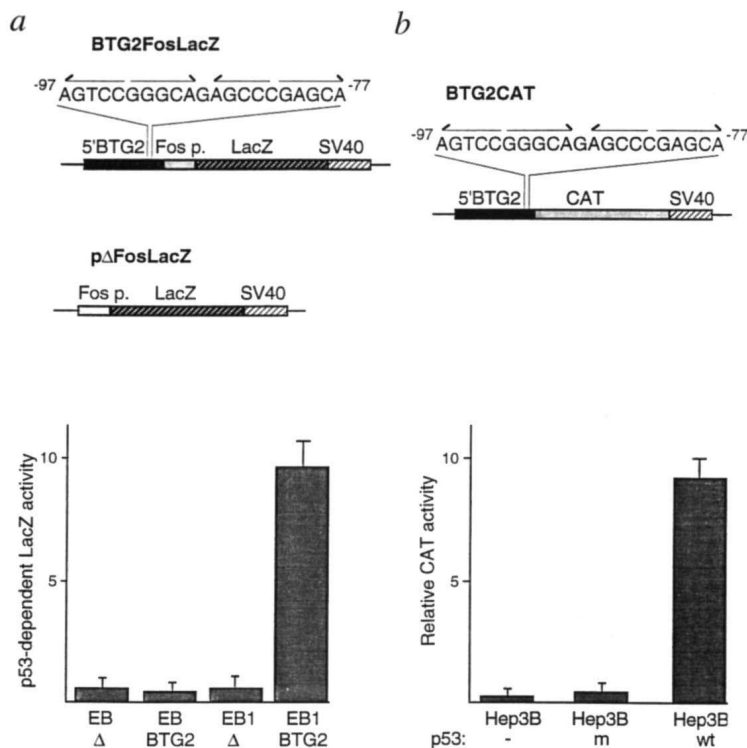 a
BTG2FosLacZ
-97 AGTCCGGGCAGAGCCCGAGCA -77
5'BTG2 Fos p. LacZ SV40
pΔFosLacZ
Fos p. LacZ SV40
p53-dependent LacZ activity
10
5
EB EB EB1 EB1
Δ BTG2 Δ BTG2
b
BTG2CAT
-97 AGTCCGGGCAGAGCCCGAGCA -77
5'BTG2 CAT SV40
Relative CAT activity
10
5
Hep3B Hep3B Hep3B
p53: - m wt